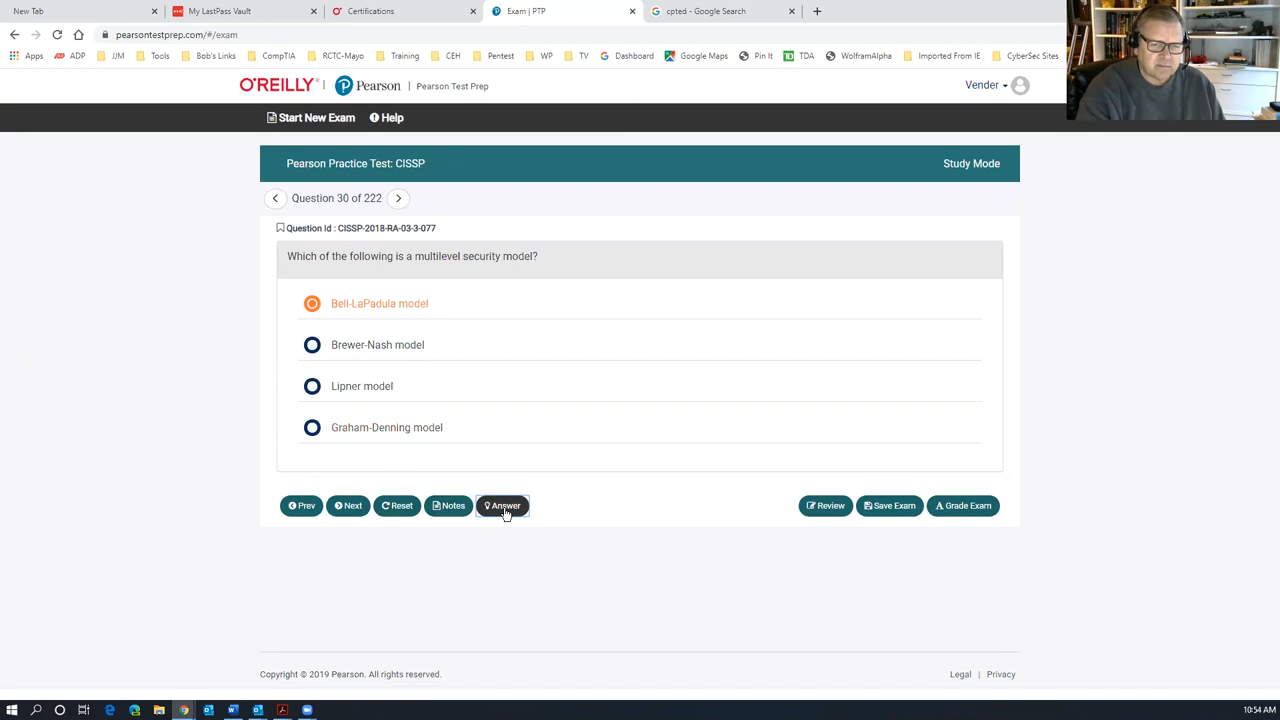 New Tab
My LastPass Vault
Certifications
Exam | PTP
cpted - Google Search
pearsontestprep.com/#/exam
Apps
ADP
JJM
Tools
Bob's Links
CompTIA
RCTC-Mayo
Training
CEH
Pentest
WP
TV
Dashboard
Google Maps
Pin It
TDA
WolframAlpha
Imported From IE
CyberSec Sites
O'REILLY
Pearson
Pearson Test Prep
Vender
Start New Exam
Help
Pearson Practice Test: CISSP
Study Mode
Question 30 of 222
Question Id : CISSP-2018-RA-03-3-077
Which of the following is a multilevel security model?
Bell-LaPadula model
Brewer-Nash model
Lipner model
Graham-Denning model
Prev
Next
Reset
Notes
Answer
Review
Save Exam
Grade Exam
Copyright © 2019 Pearson. All rights reserved.
Legal | Privacy
10:54 AM